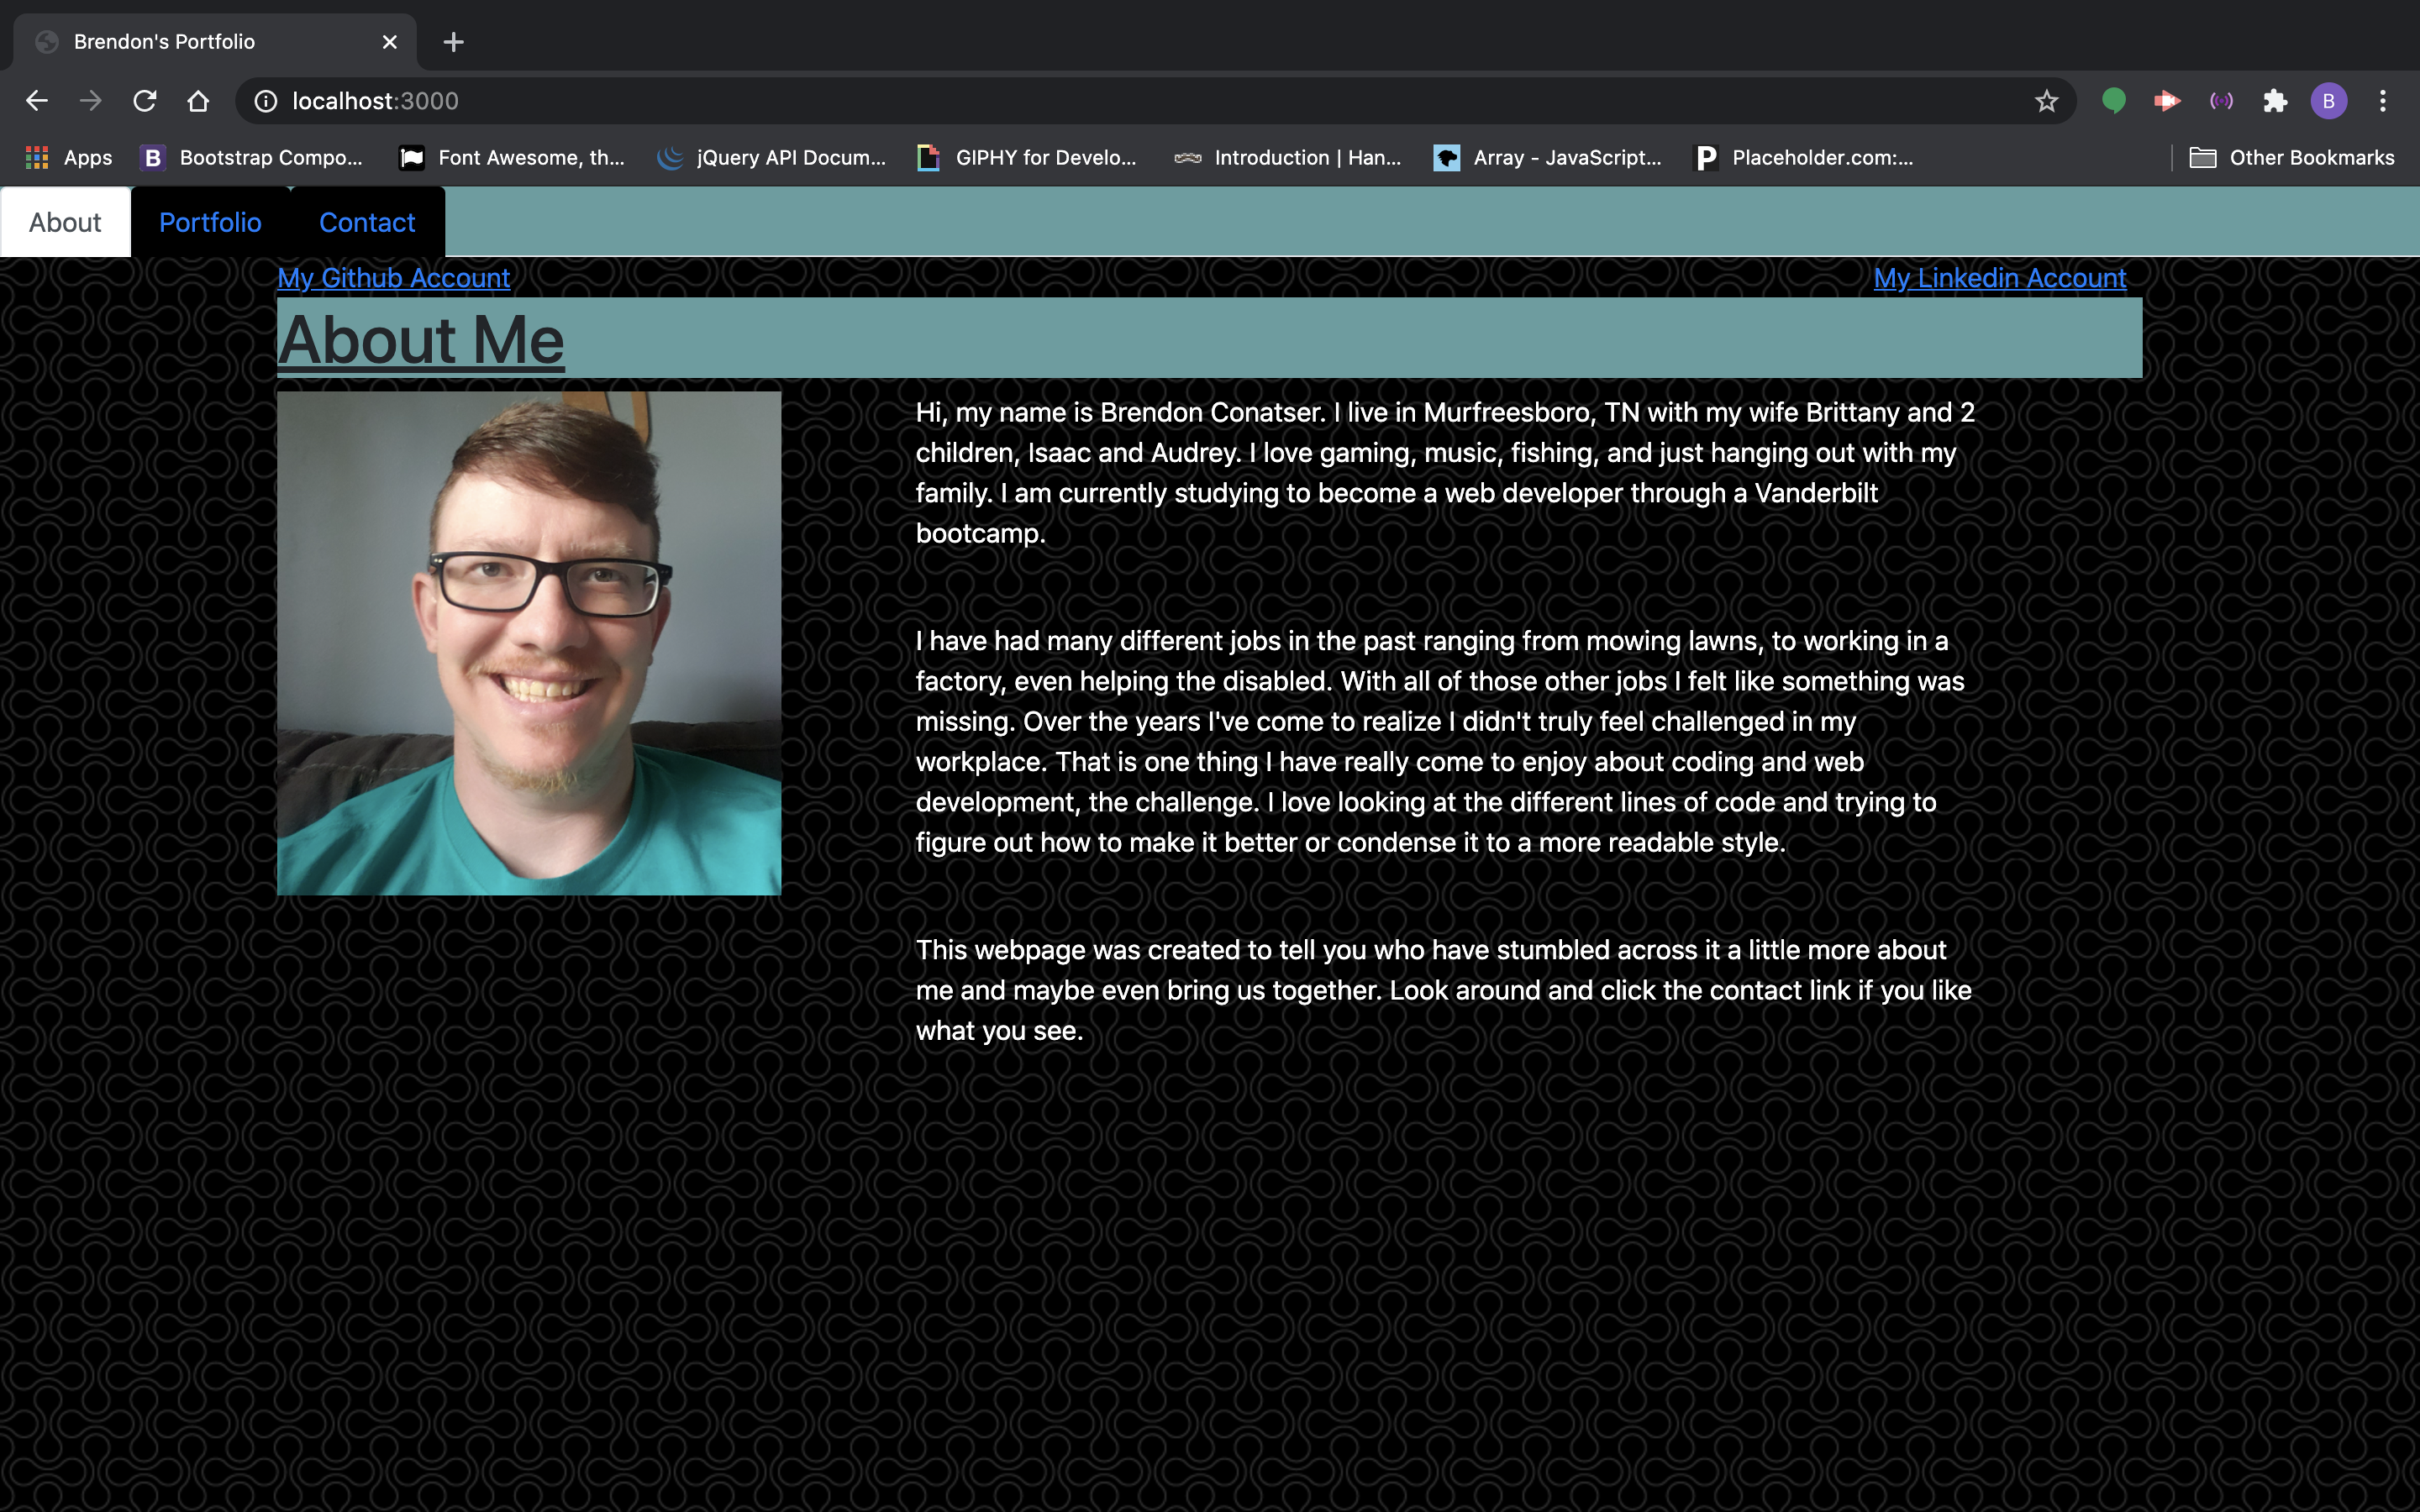 Brendon's Portfolio
localhost:3000
B
Apps
B Bootstrap Compo...
Font Awesome, th...
jQuery API Docum...
GIPHY for Develo...
Introduction | Han...
Array - JavaScript...
P Placeholder.com:...
Other Bookmarks
About Portfolio Contact
My Github Account
My Linkedin Account
About Me
Hi, my name is Brendon Conatser. I live in Murfreesboro, TN with my wife Brittany and 2
children, Isaac and Audrey. I love gaming, music, fishing, and just hanging out with my
family. I am currently studying to become a web developer through a Vanderbilt
bootcamp.
I have had many different jobs in the past ranging from mowing lawns, to working in a
factory, even helping the disabled. With all of those other jobs I felt like something was
missing. Over the years I've come to realize I didn't truly feel challenged in my
workplace. That is one thing I have really come to enjoy about coding and web
development, the challenge. I love looking at the different lines of code and trying to
figure out how to make it better or condense it to a more readable style.
This webpage was created to tell you who have stumbled across it a little more about
me and maybe even bring us together. Look around and click the contact link if you like
what you see.